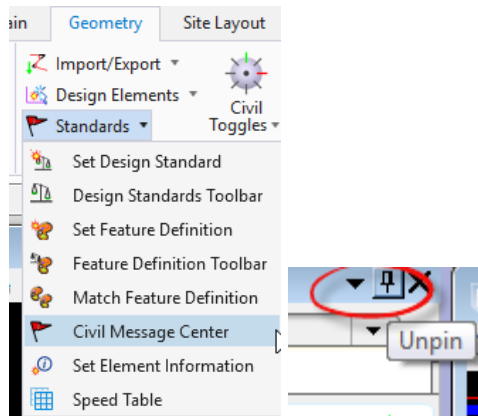 ain Geometry Site Layout
Import/Export
Design Elements
Civil
Toggles
Standards
Set Design Standard
Design Standards Toolbar
Set Feature Definition
Feature Definition Toolbar
Match Feature Definition
Civil Message Center
Set Element Information
Speed Table
Unpin